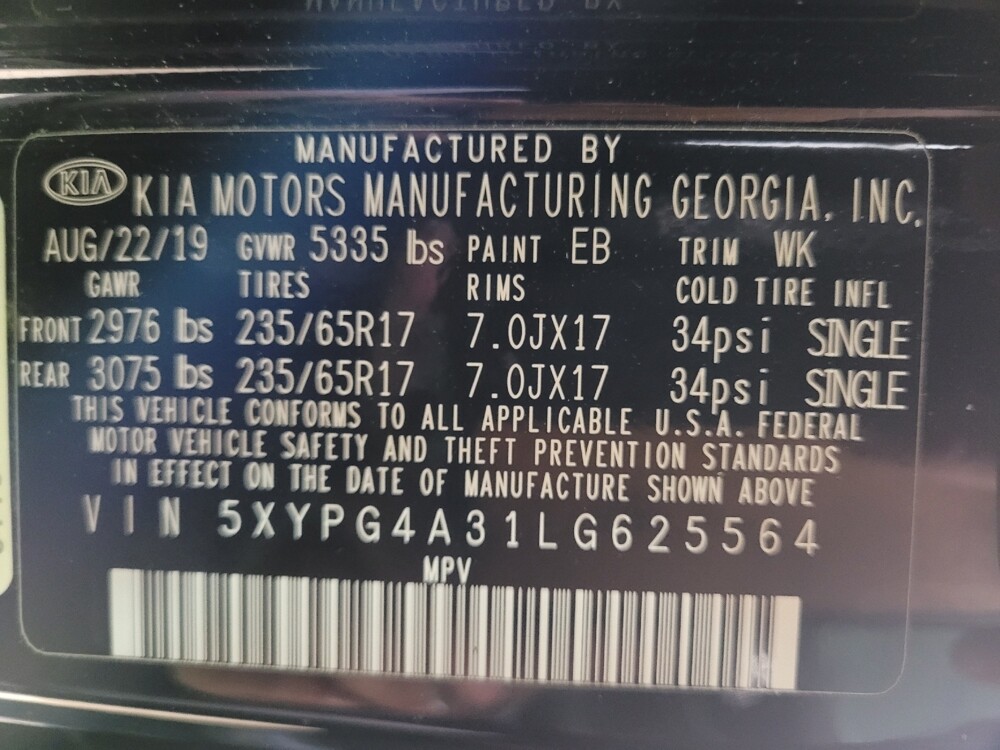 MANUFACTURED BY
KIA KIA MOTORS MANUFACTURING GEORGIA, INC.
AUG/22/19 GVWR 5335 lbs PAINT EB TRIM WK
GAWR TIRES RIMS COLD TIRE INFL
FRONT 2976 lbs 235/65R17 7.0JX17 34psi SINGLE
REAR 3075 lbs 235/65R17 7.0JX17 34psi SINGLE
THIS VEHICLE CONFORMS TO ALL APPLICABLE U.S.A. FEDERAL
MOTOR VEHICLE SAFETY AND THEFT PREVENTION STANDARDS
IN EFFECT ON THE DATE OF MANUFACTURE SHOWN ABOVE
VIN 5XYPG4A31LG625564
MPV